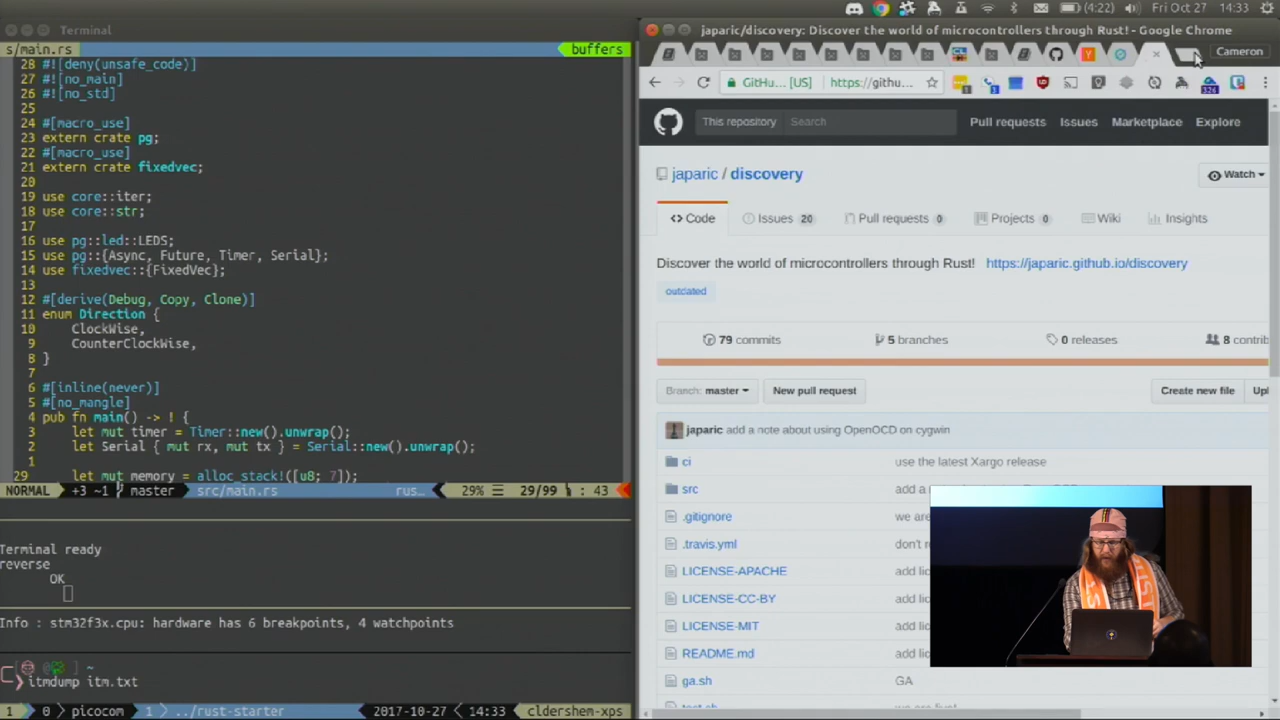 (4:22) Fri Oct 27 14:33
Terminal
s/main.rs buffers
28 #![deny(unsafe_code)]
27 #![no_main]
26 #![no_std]
25
24 #[macro_use]
23 extern crate pg;
22 #[macro_use]
21 extern crate fixedvec;
20
19 use core::iter;
18 use core::str;
17
16 use pg::led::LEDS;
15 use pg::{Async, Future, Timer, Serial};
14 use fixedvec::{FixedVec};
13
12 #[derive(Debug, Copy, Clone)]
11 enum Direction {
10 ClockWise,
9 CounterClockWise,
8 }
7
6 #[inline(never)]
5 #[no_mangle]
4 pub fn main() -> ! {
3 let mut timer = Timer::new().unwrap();
2 let Serial { mut rx, mut tx } = Serial::new().unwrap();
1
29 let mut memory = alloc_stack!([u8; 7]);
NORMAL +3 ~1 master src/main.rs rus… 29% 29/99 : 43
Terminal ready
reverse
OK
Info : stm32f3x.cpu: hardware has 6 breakpoints, 4 watchpoints
~
itmdump itm.txt
1 0 picocom 1 ../rust-starter 2017-10-27 14:33 cldershem-xps
japaric/discovery: Discover the world of microcontrollers through Rust! - Google Chrome
Cameron
GitHu… [US] https://githu…
326
This repository Search Pull requests Issues Marketplace Explore
japaric / discovery Watch
Code Issues 20 Pull requests 0 Projects 0 Wiki Insights
Discover the world of microcontrollers through Rust! https://japaric.github.io/discovery
outdated
79 commits 5 branches 0 releases 8 contrib
Branch: master New pull request Create new file Upl
japaric add a note about using OpenOCD on cygwin
ci use the latest Xargo release
src add a
.gitignore we are
.travis.yml don't r
LICENSE-APACHE add lic
LICENSE-CC-BY add lic
LICENSE-MIT add lic
README.md add lic
ga.sh GA